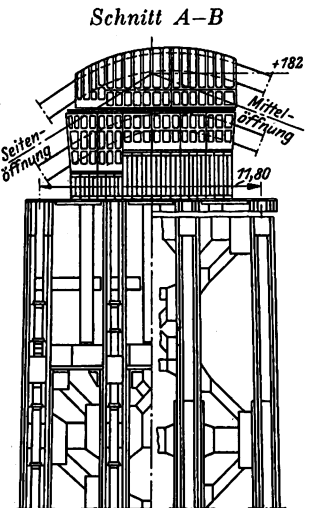 Schnitt A–B
+182
Mittel-
öffnung
Seiten-
öffnung
11,80